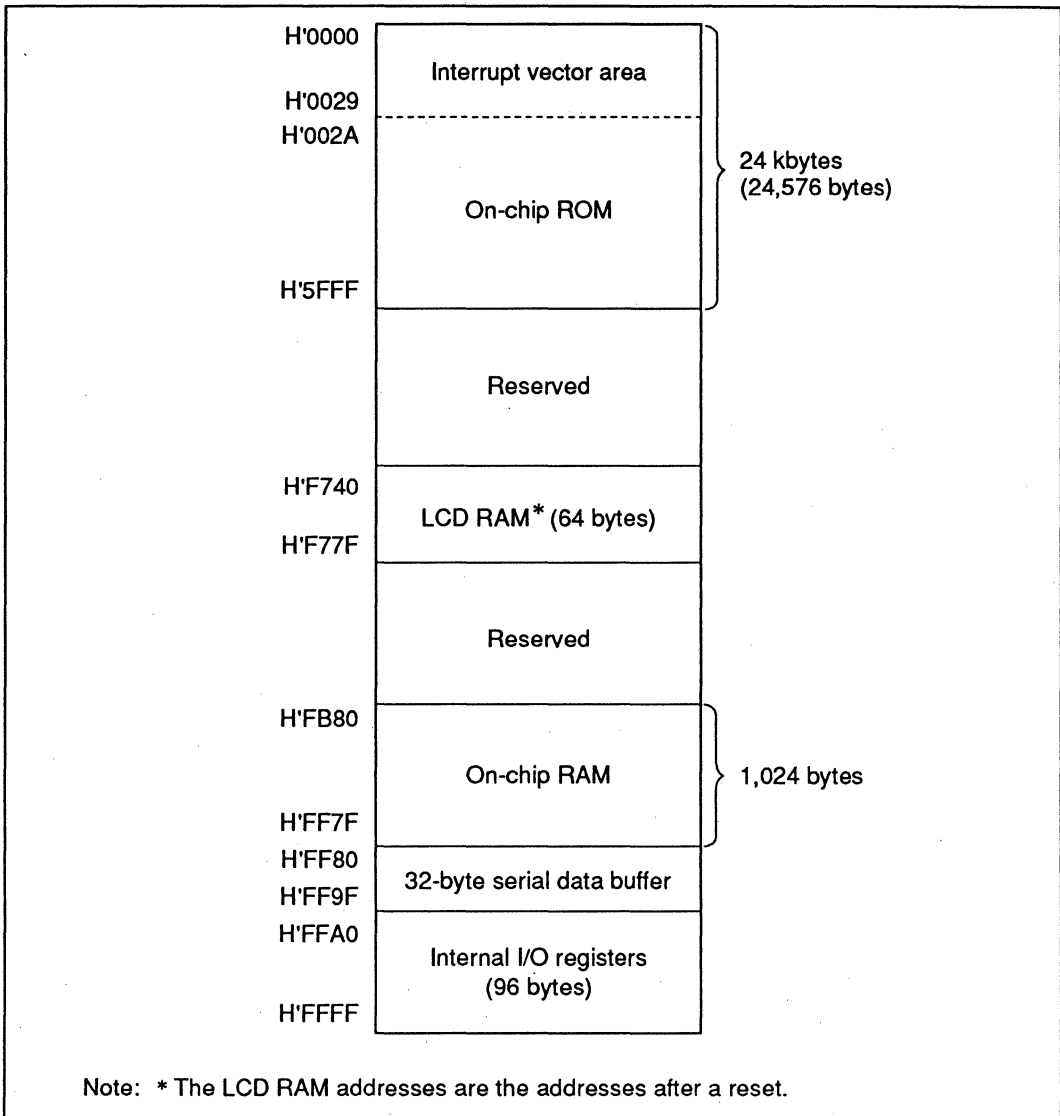 H'0000
Interrupt vector area
H'0029
H'002A
24 kbytes
(24,576 bytes)
On-chip ROM
H'5FFF
Reserved
H'F740
LCD RAM* (64 bytes)
H'F77F
Reserved
H'FB80
On-chip RAM
1,024 bytes
H'FF7F
H'FF80
32-byte serial data buffer
H'FF9F
H'FFA0
Internal I/O registers
(96 bytes)
H'FFFF
Note: * The LCD RAM addresses are the addresses after a reset.